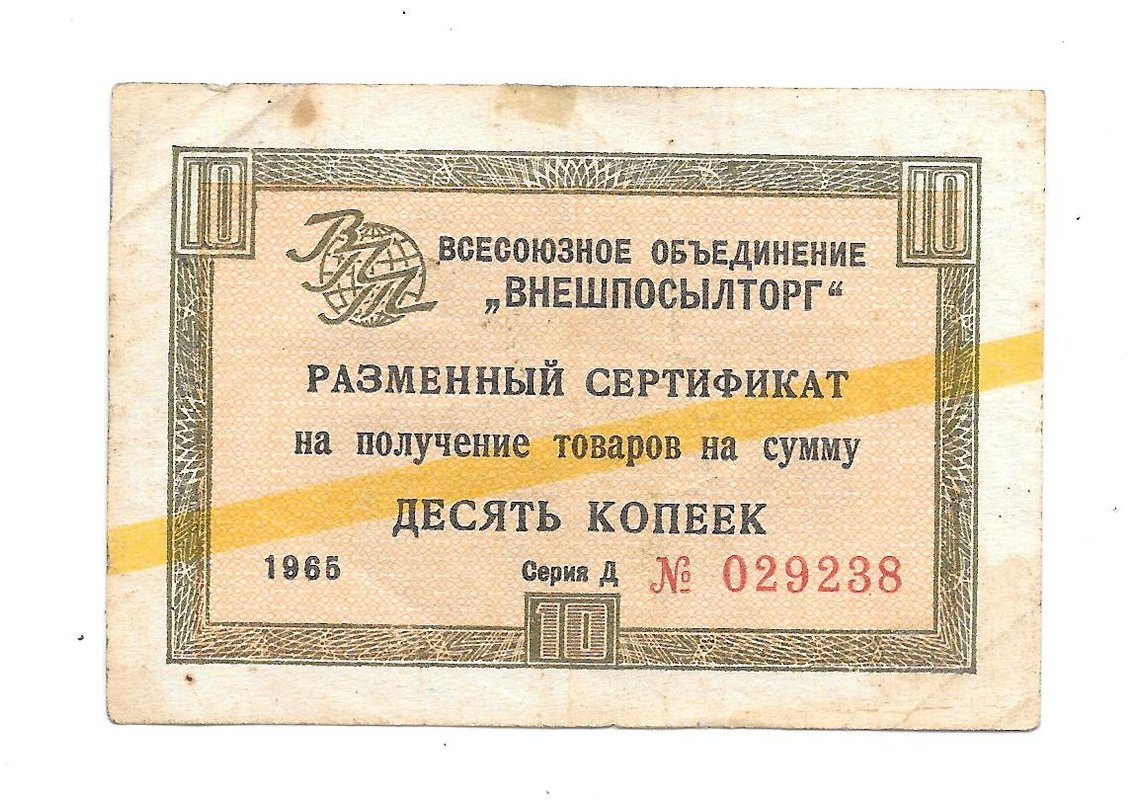 10 10
ВПТ
ВСЕСОЮЗНОЕ ОБЪЕДИНЕНИЕ
„ВНЕШПОСЫЛТОРГ“
РАЗМЕННЫЙ СЕРТИФИКАТ
на получение товаров на сумму
ДЕСЯТЬ КОПЕЕК
1965 Серия Д № 029238
10